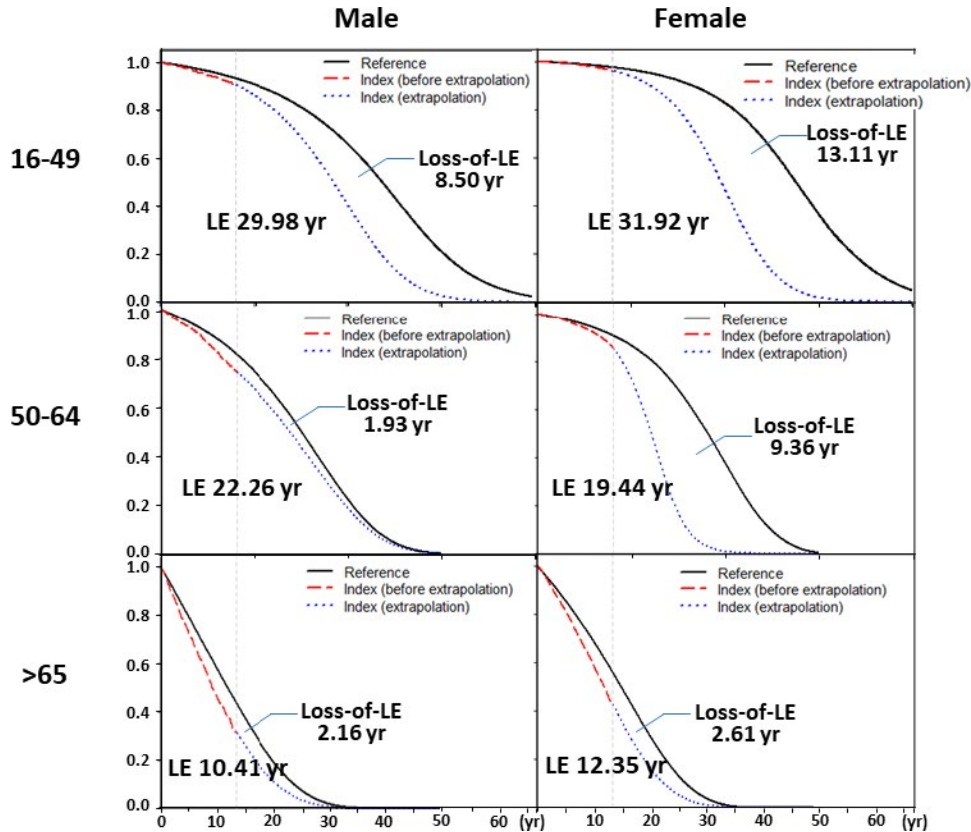 Male Female
16-49
1.0
0.8
0.6
0.4
0.2
0.0
Reference
Index (before extrapolation)
Index (extrapolation)
Loss-of-LE
8.50 yr
LE 29.98 yr
Reference
Index (before extrapolation)
Index (extrapolation)
Loss-of-LE
13.11 yr
LE 31.92 yr
50-64
1.0
0.8
0.6
0.4
0.2
0.0
Reference
Index (before extrapolation)
Index (extrapolation)
Loss-of-LE
1.93 yr
LE 22.26 yr
Reference
Index (before extrapolation)
Index (extrapolation)
Loss-of-LE
9.36 yr
LE 19.44 yr
>65
1.0
0.8
0.6
0.4
0.2
0.0
Reference
Index (before extrapolation)
Index (extrapolation)
Loss-of-LE
2.16 yr
LE 10.41 yr
Reference
Index (before extrapolation)
Index (extrapolation)
Loss-of-LE
2.61 yr
LE 12.35 yr
0 10 20 30 40 50 60 (yr) 0 10 20 30 40 50 60 (yr)